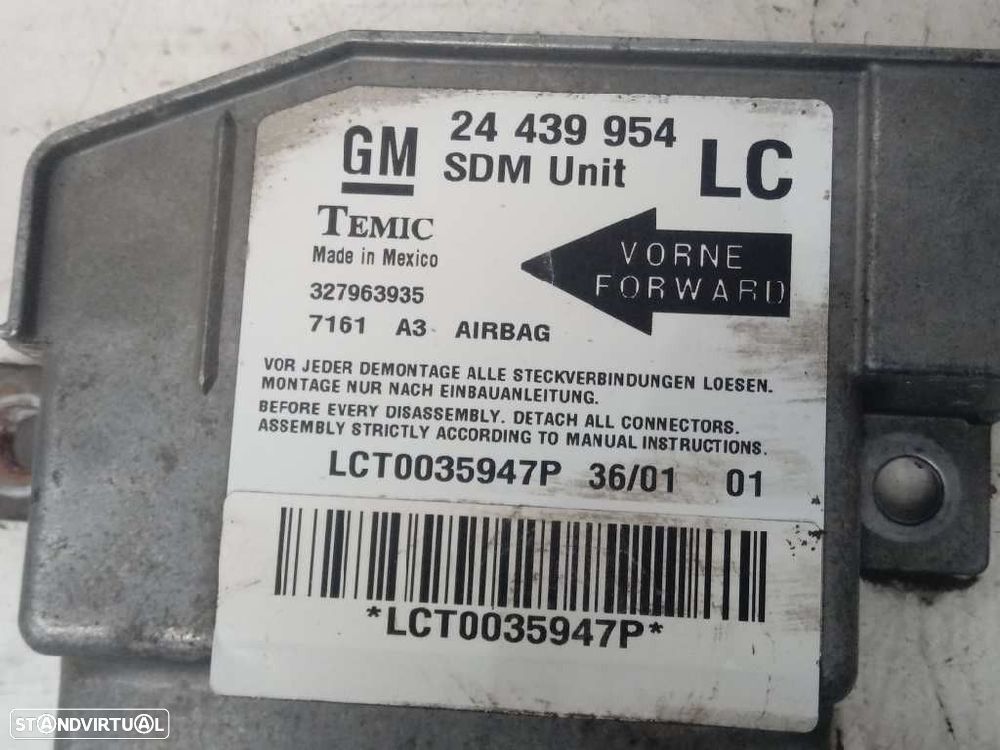 GM
24 439 954
SDM Unit
LC
TEMIC
Made in Mexico
327963935
7161 A3 AIRBAG
VORNE
FORWARD
VOR JEDER DEMONTAGE ALLE STECKVERBINDUNGEN LOESEN.
MONTAGE NUR NACH EINBAUANLEITUNG.
BEFORE EVERY DISASSEMBLY. DETACH ALL CONNECTORS.
ASSEMBLY STRICTLY ACCORDING TO MANUAL INSTRUCTIONS.
LCT0035947P 36/01 01
*LCT0035947P*
STANDVIRTUAL